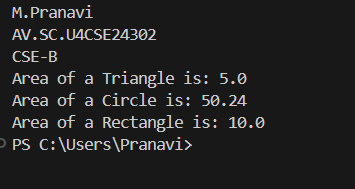 M.Pranavi
AV.SC.U4CSE24302
CSE-B
Area of a Triangle is: 5.0
Area of a Circle is: 50.24
Area of a Rectangle is: 10.0
PS C:\Users\Pranavi>